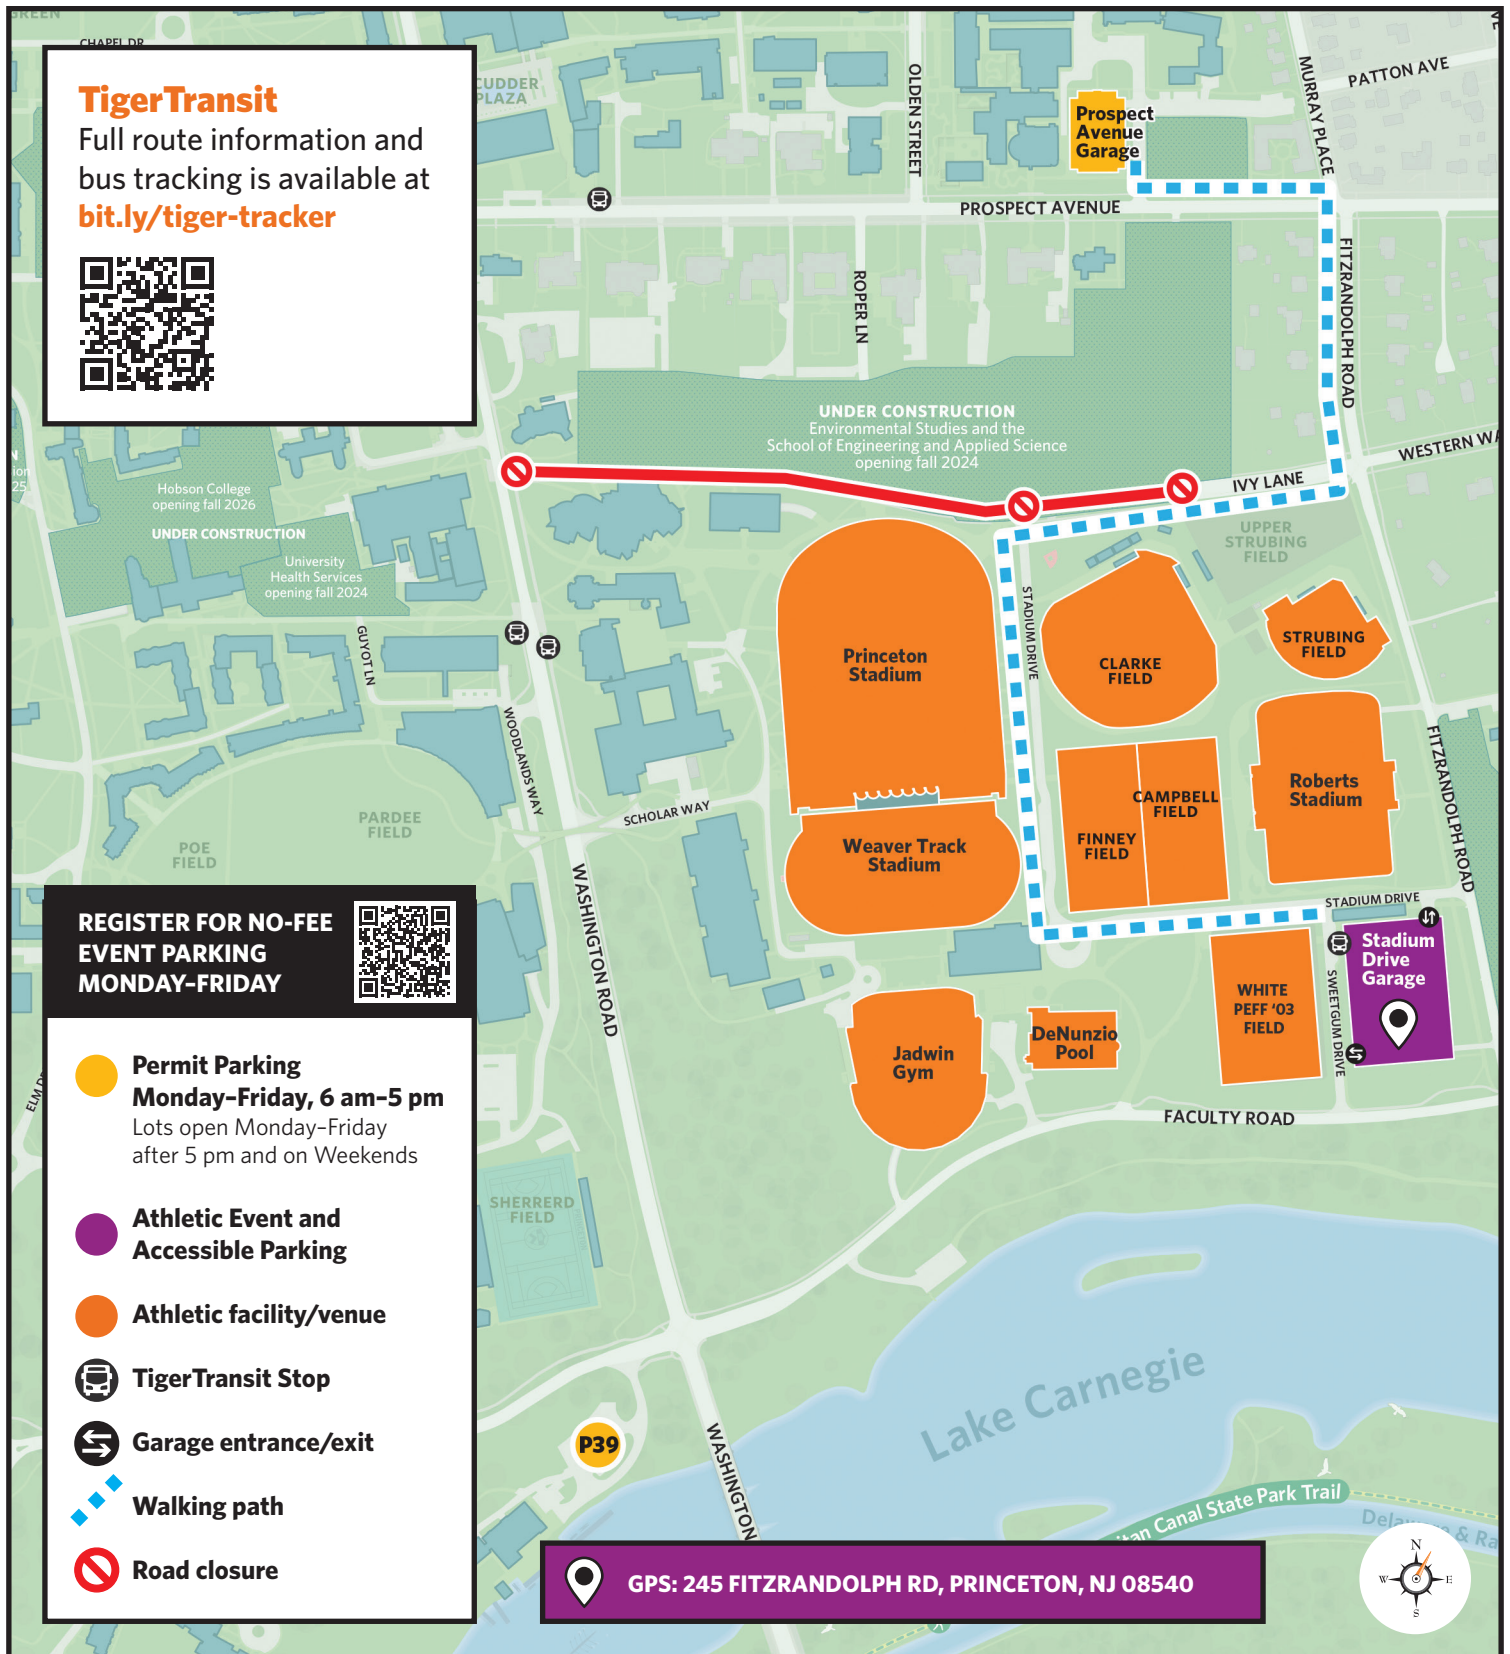 GREEN
CHAPEL DR
TigerTransit
Full route information and
bus tracking is available at
bit.ly/tiger-tracker
CUDDER
PLAZA
OLDEN STREET
Prospect
Avenue
Garage
MURRAY PLACE
PATTON AVE
PROSPECT AVENUE
ROPER LN
FITZRANDOLPH ROAD
UNDER CONSTRUCTION
Environmental Studies and the
School of Engineering and Applied Science
opening fall 2024
WESTERN WA
IVY LANE
Hobson College
opening fall 2026
UNDER CONSTRUCTION
University
Health Services
opening fall 2024
UPPER
STRUBING
FIELD
GUYOT LN
STADIUM DRIVE
Princeton
Stadium
CLARKE
FIELD
STRUBING
FIELD
WOODLANDS WAY
SCHOLAR WAY
PARDEE
FIELD
POE
FIELD
Weaver Track
Stadium
CAMPBELL
FIELD
FINNEY
FIELD
Roberts
Stadium
FITZRANDOLPH ROAD
STADIUM DRIVE
REGISTER FOR NO-FEE
EVENT PARKING
MONDAY–FRIDAY
WASHINGTON ROAD
Stadium
Drive
Garage
SWEETGUM DRIVE
WHITE
PEFF ‘03
FIELD
DeNunzio
Pool
Jadwin
Gym
FACULTY ROAD
ELM DR
Permit Parking
Monday–Friday, 6 am–5 pm
Lots open Monday–Friday
after 5 pm and on Weekends
Athletic Event and
Accessible Parking
Athletic facility/venue
TigerTransit Stop
Garage entrance/exit
Walking path
Road closure
SHERRERD
FIELD
Lake Carnegie
P39
WASHINGTON
itan Canal State Park Trail
Delaware & Ra
GPS: 245 FITZRANDOLPH RD, PRINCETON, NJ 08540
N
W
E
S